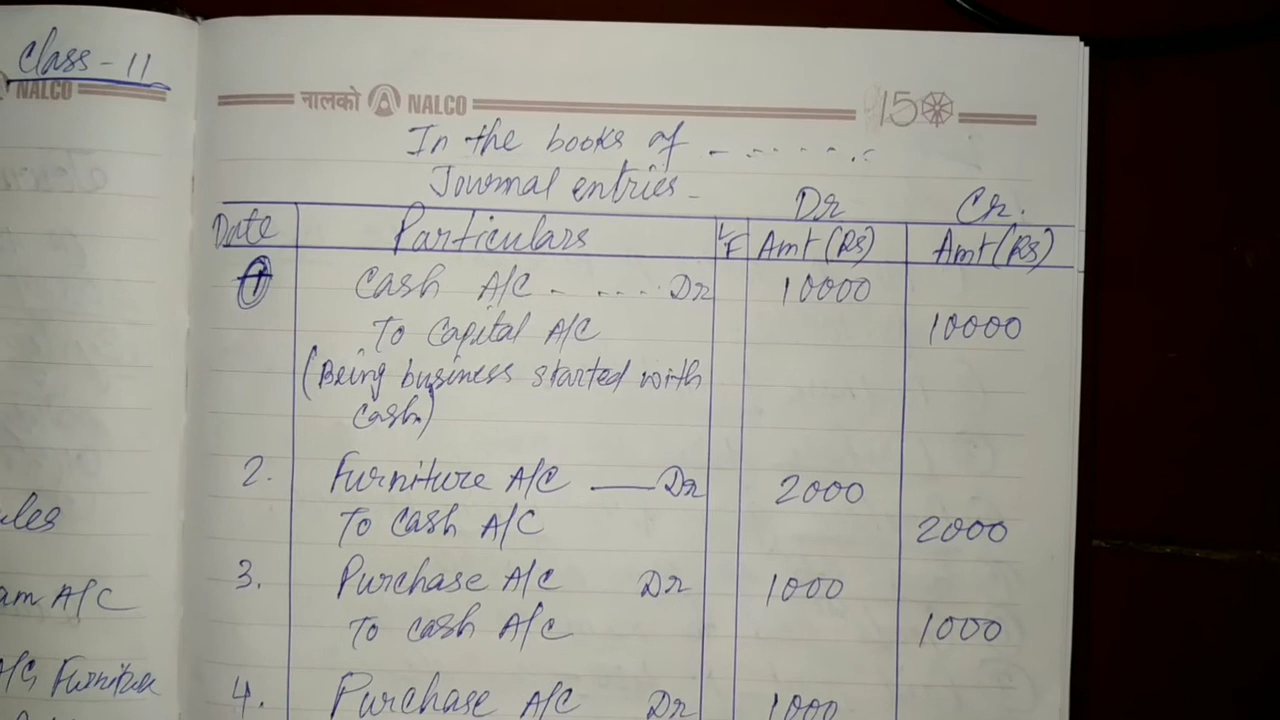 Class - 11
NALCO
नालको NALCO 15
In the books of - - - - - - -
Journal entries -
Dr Cr.
Date Particulars L/F Amt (Rs) Amt (Rs)
1 Cash A/C - - - - - Dr 10000
To Capital A/C 10000
(Being business started with
cash.)
2. Furniture A/C —— Dr 2000
To Cash A/C 2000
3. Purchase A/C Dr 1000
To cash A/C 1000
4. Purchase A/C Dr 1000
am A/C
Furniture